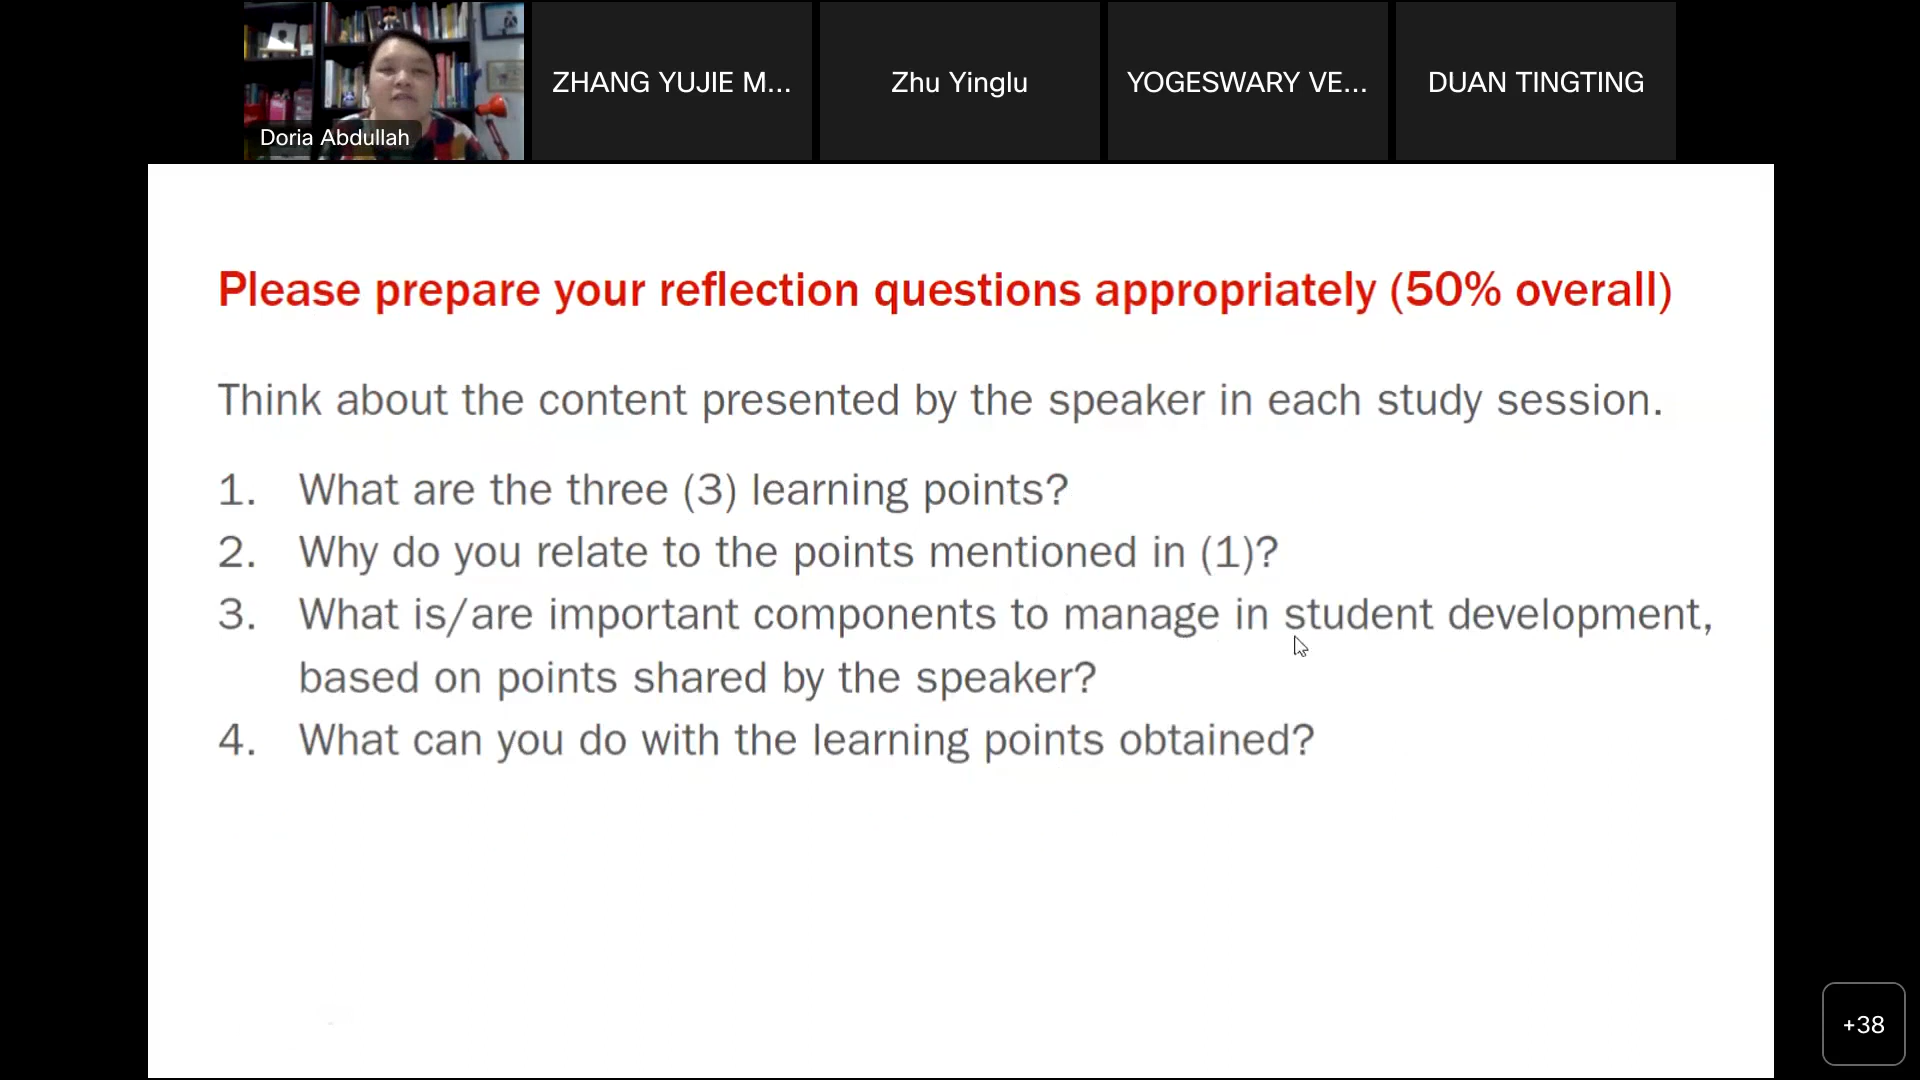 Doria Abdullah
ZHANG YUJIE M...
Zhu Yinglu
YOGESWARY VE...
DUAN TINGTING
Please prepare your reflection questions appropriately (50% overall)
Think about the content presented by the speaker in each study session.
1. What are the three (3) learning points?
2. Why do you relate to the points mentioned in (1)?
3. What is/are important components to manage in student development,
based on points shared by the speaker?
4. What can you do with the learning points obtained?
+38